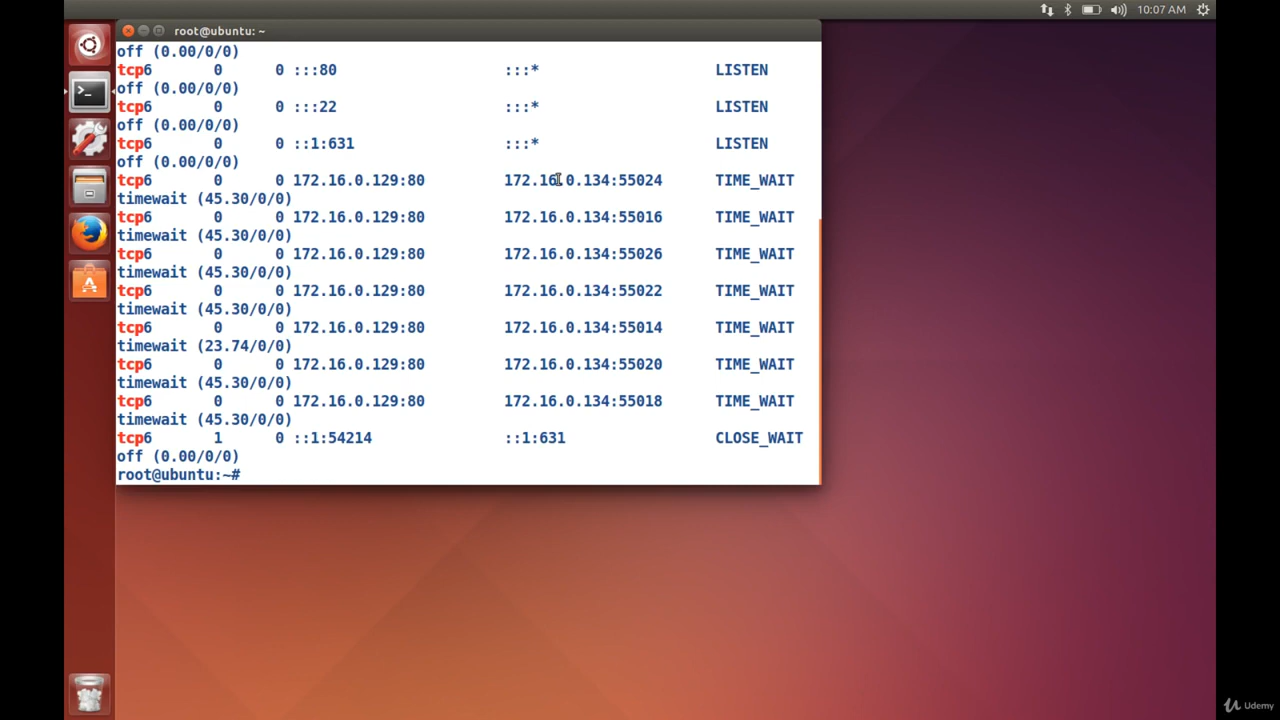 10:07 AM
root@ubuntu: ~
off (0.00/0/0)
tcp6 0 0 :::80 :::* LISTEN
off (0.00/0/0)
tcp6 0 0 :::22 :::* LISTEN
off (0.00/0/0)
tcp6 0 0 ::1:631 :::* LISTEN
off (0.00/0/0)
tcp6 0 0 172.16.0.129:80 172.16.0.134:55024 TIME_WAIT
timewait (45.30/0/0)
tcp6 0 0 172.16.0.129:80 172.16.0.134:55016 TIME_WAIT
timewait (45.30/0/0)
tcp6 0 0 172.16.0.129:80 172.16.0.134:55026 TIME_WAIT
timewait (45.30/0/0)
tcp6 0 0 172.16.0.129:80 172.16.0.134:55022 TIME_WAIT
timewait (45.30/0/0)
tcp6 0 0 172.16.0.129:80 172.16.0.134:55014 TIME_WAIT
timewait (23.74/0/0)
tcp6 0 0 172.16.0.129:80 172.16.0.134:55020 TIME_WAIT
timewait (45.30/0/0)
tcp6 0 0 172.16.0.129:80 172.16.0.134:55018 TIME_WAIT
timewait (45.30/0/0)
tcp6 1 0 ::1:54214 ::1:631 CLOSE_WAIT
off (0.00/0/0)
root@ubuntu:~#
Udemy